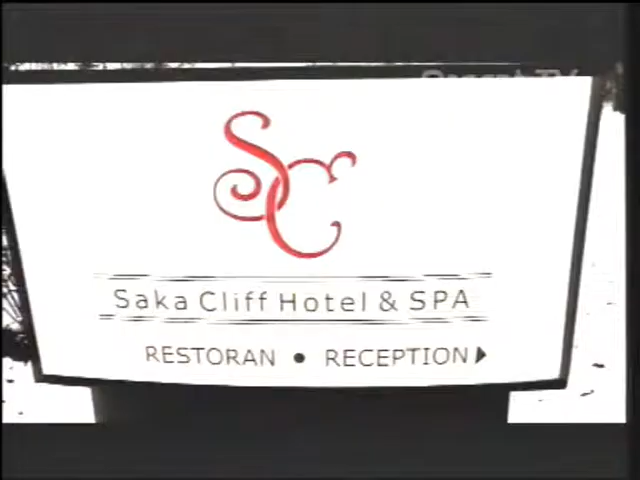 SC
Saka Cliff Hotel & SPA
RESTORAN • RECEPTION